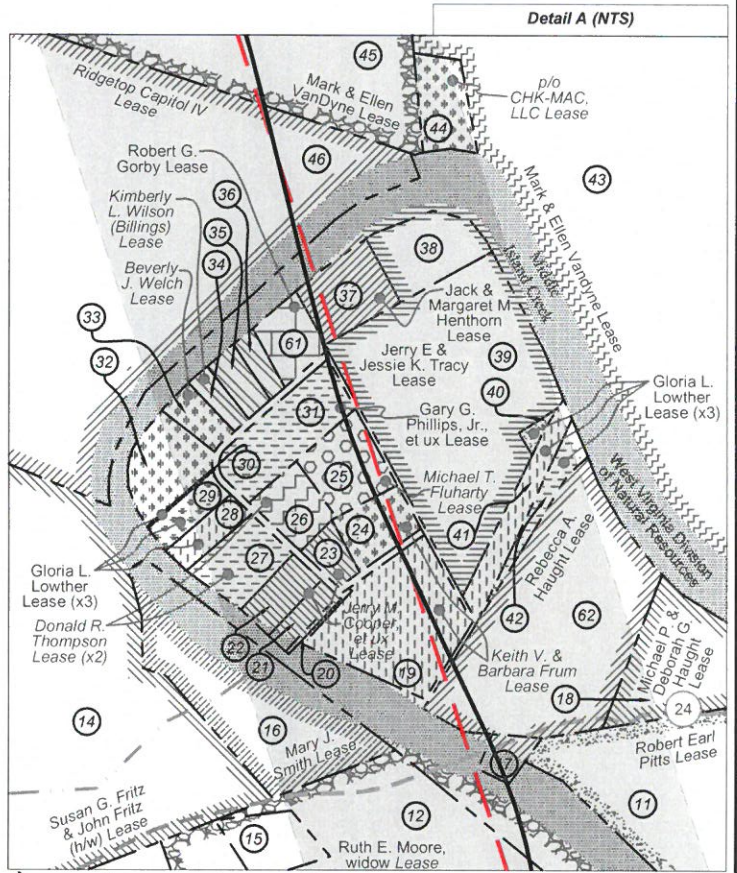 Detail A (NTS)
45
Ridgetop Capitol IV
Lease
Mark & Ellen
VanDyne Lease
p/o
CHK-MAC,
LLC Lease
44
46
43
Robert G.
Gorby Lease
Kimberly
L. Wilson
(Billings)
Lease
36
35
34
Beverly
J. Welch
Lease
33
32
Mark & Ellen Vandyne Lease
Middle
Island Creek
38
37
Jack &
Margaret M
Henthorn
Lease
61
Jerry E &
Jessie K. Tracy
Lease
39
40
Gloria L.
Lowther
Lease (x3)
31
Gary G.
Phillips, Jr.,
et ux Lease
30
25
29
28
26
24
Michael T.
Fluharty
Lease
41
West Virginia Division
of Natural Resources
27
23
Rebecca A.
Haught Lease
Gloria L.
Lowther
Lease (x3)
Donald R.
Thompson
Lease (x2)
Jerry M.
Cooper,
et ux
Lease
42
62
22
21
20
19
Keith V. &
Barbara Frum
Lease
18
Michael P. &
Deborah G.
Haught
Lease
24
14
16
Mary J.
Smith Lease
17
Robert Earl
Pitts Lease
Susan G. Fritz
& John Fritz
(h/w) Lease
15
12
11
Ruth E. Moore,
widow Lease